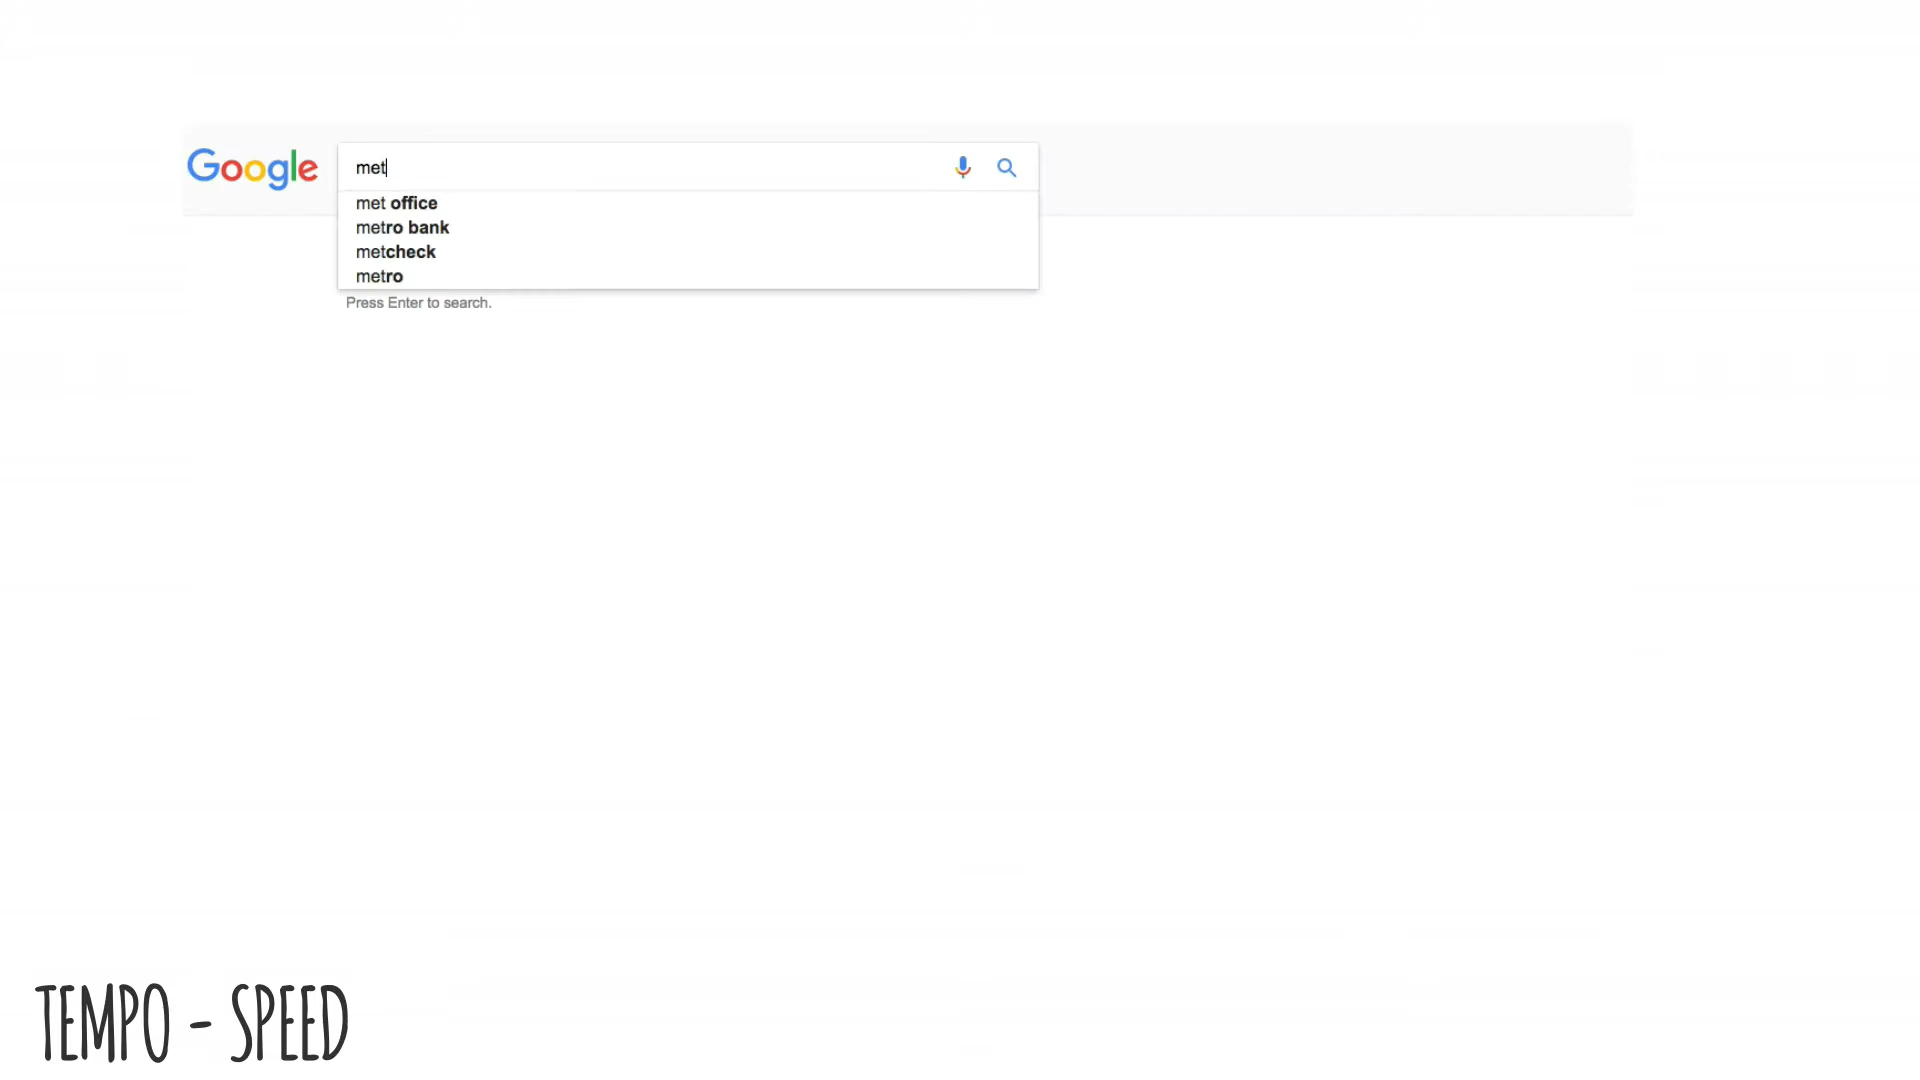 Google
met
met office
metro bank
metcheck
metro
Press Enter to search.
TEMPO - SPEED